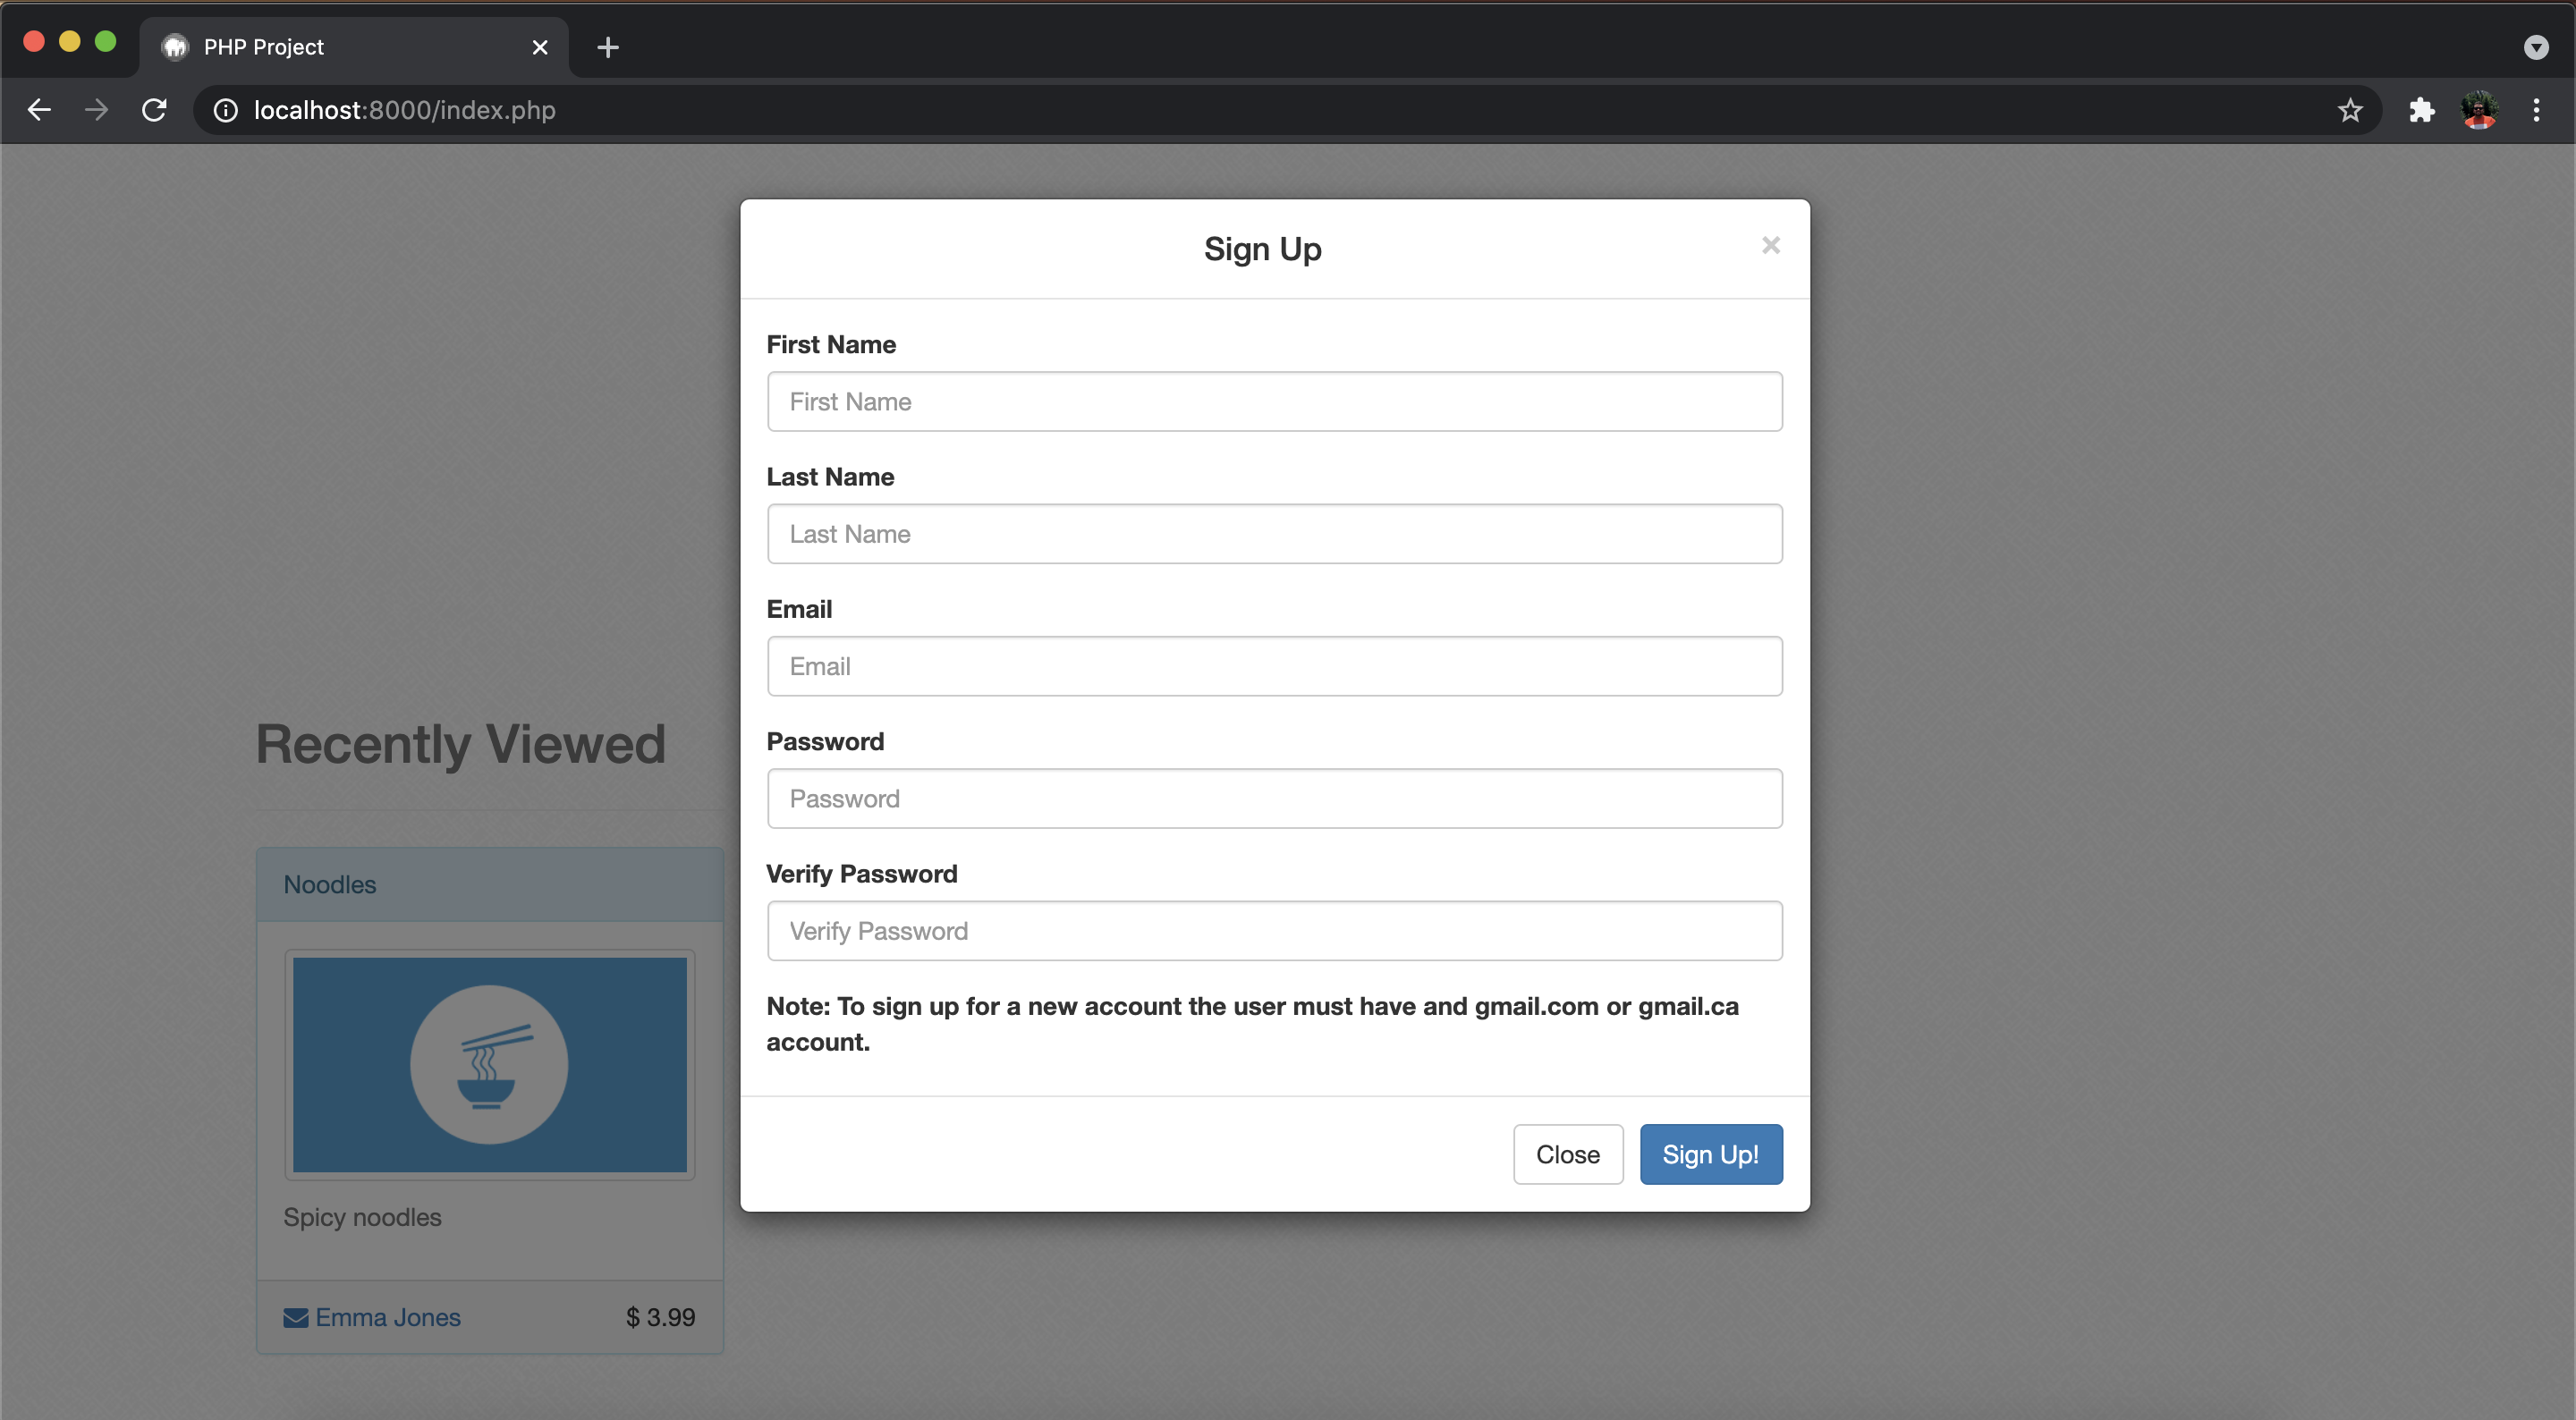 PHP Project
localhost:8000/index.php
Sign Up
×
First Name
First Name
Last Name
Last Name
Email
Email
Password
Password
Verify Password
Verify Password
Note: To sign up for a new account the user must have and gmail.com or gmail.ca
account.
Close
Sign Up!
Recently Viewed
Noodles
Spicy noodles
Emma Jones
$ 3.99